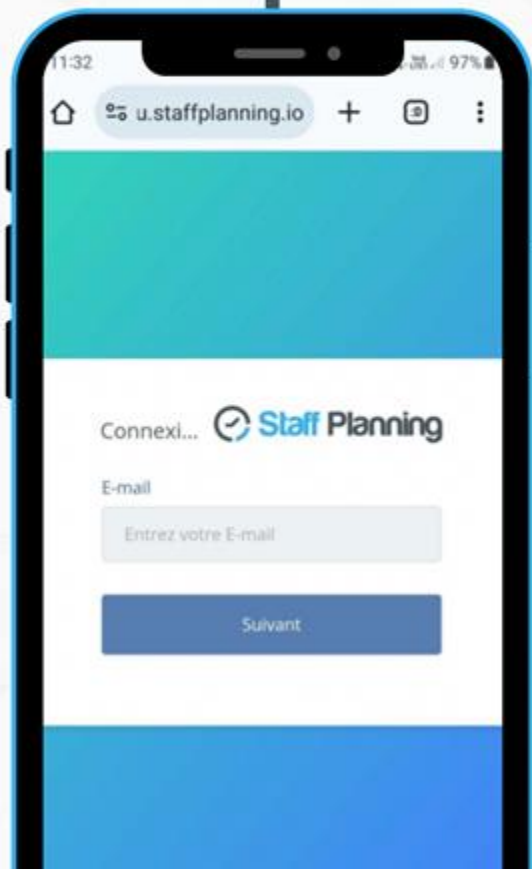 11:32
97%
u.staffplanning.io
:D
Connexi... Staff Planning
E-mail
Entrez votre E-mail
Suivant